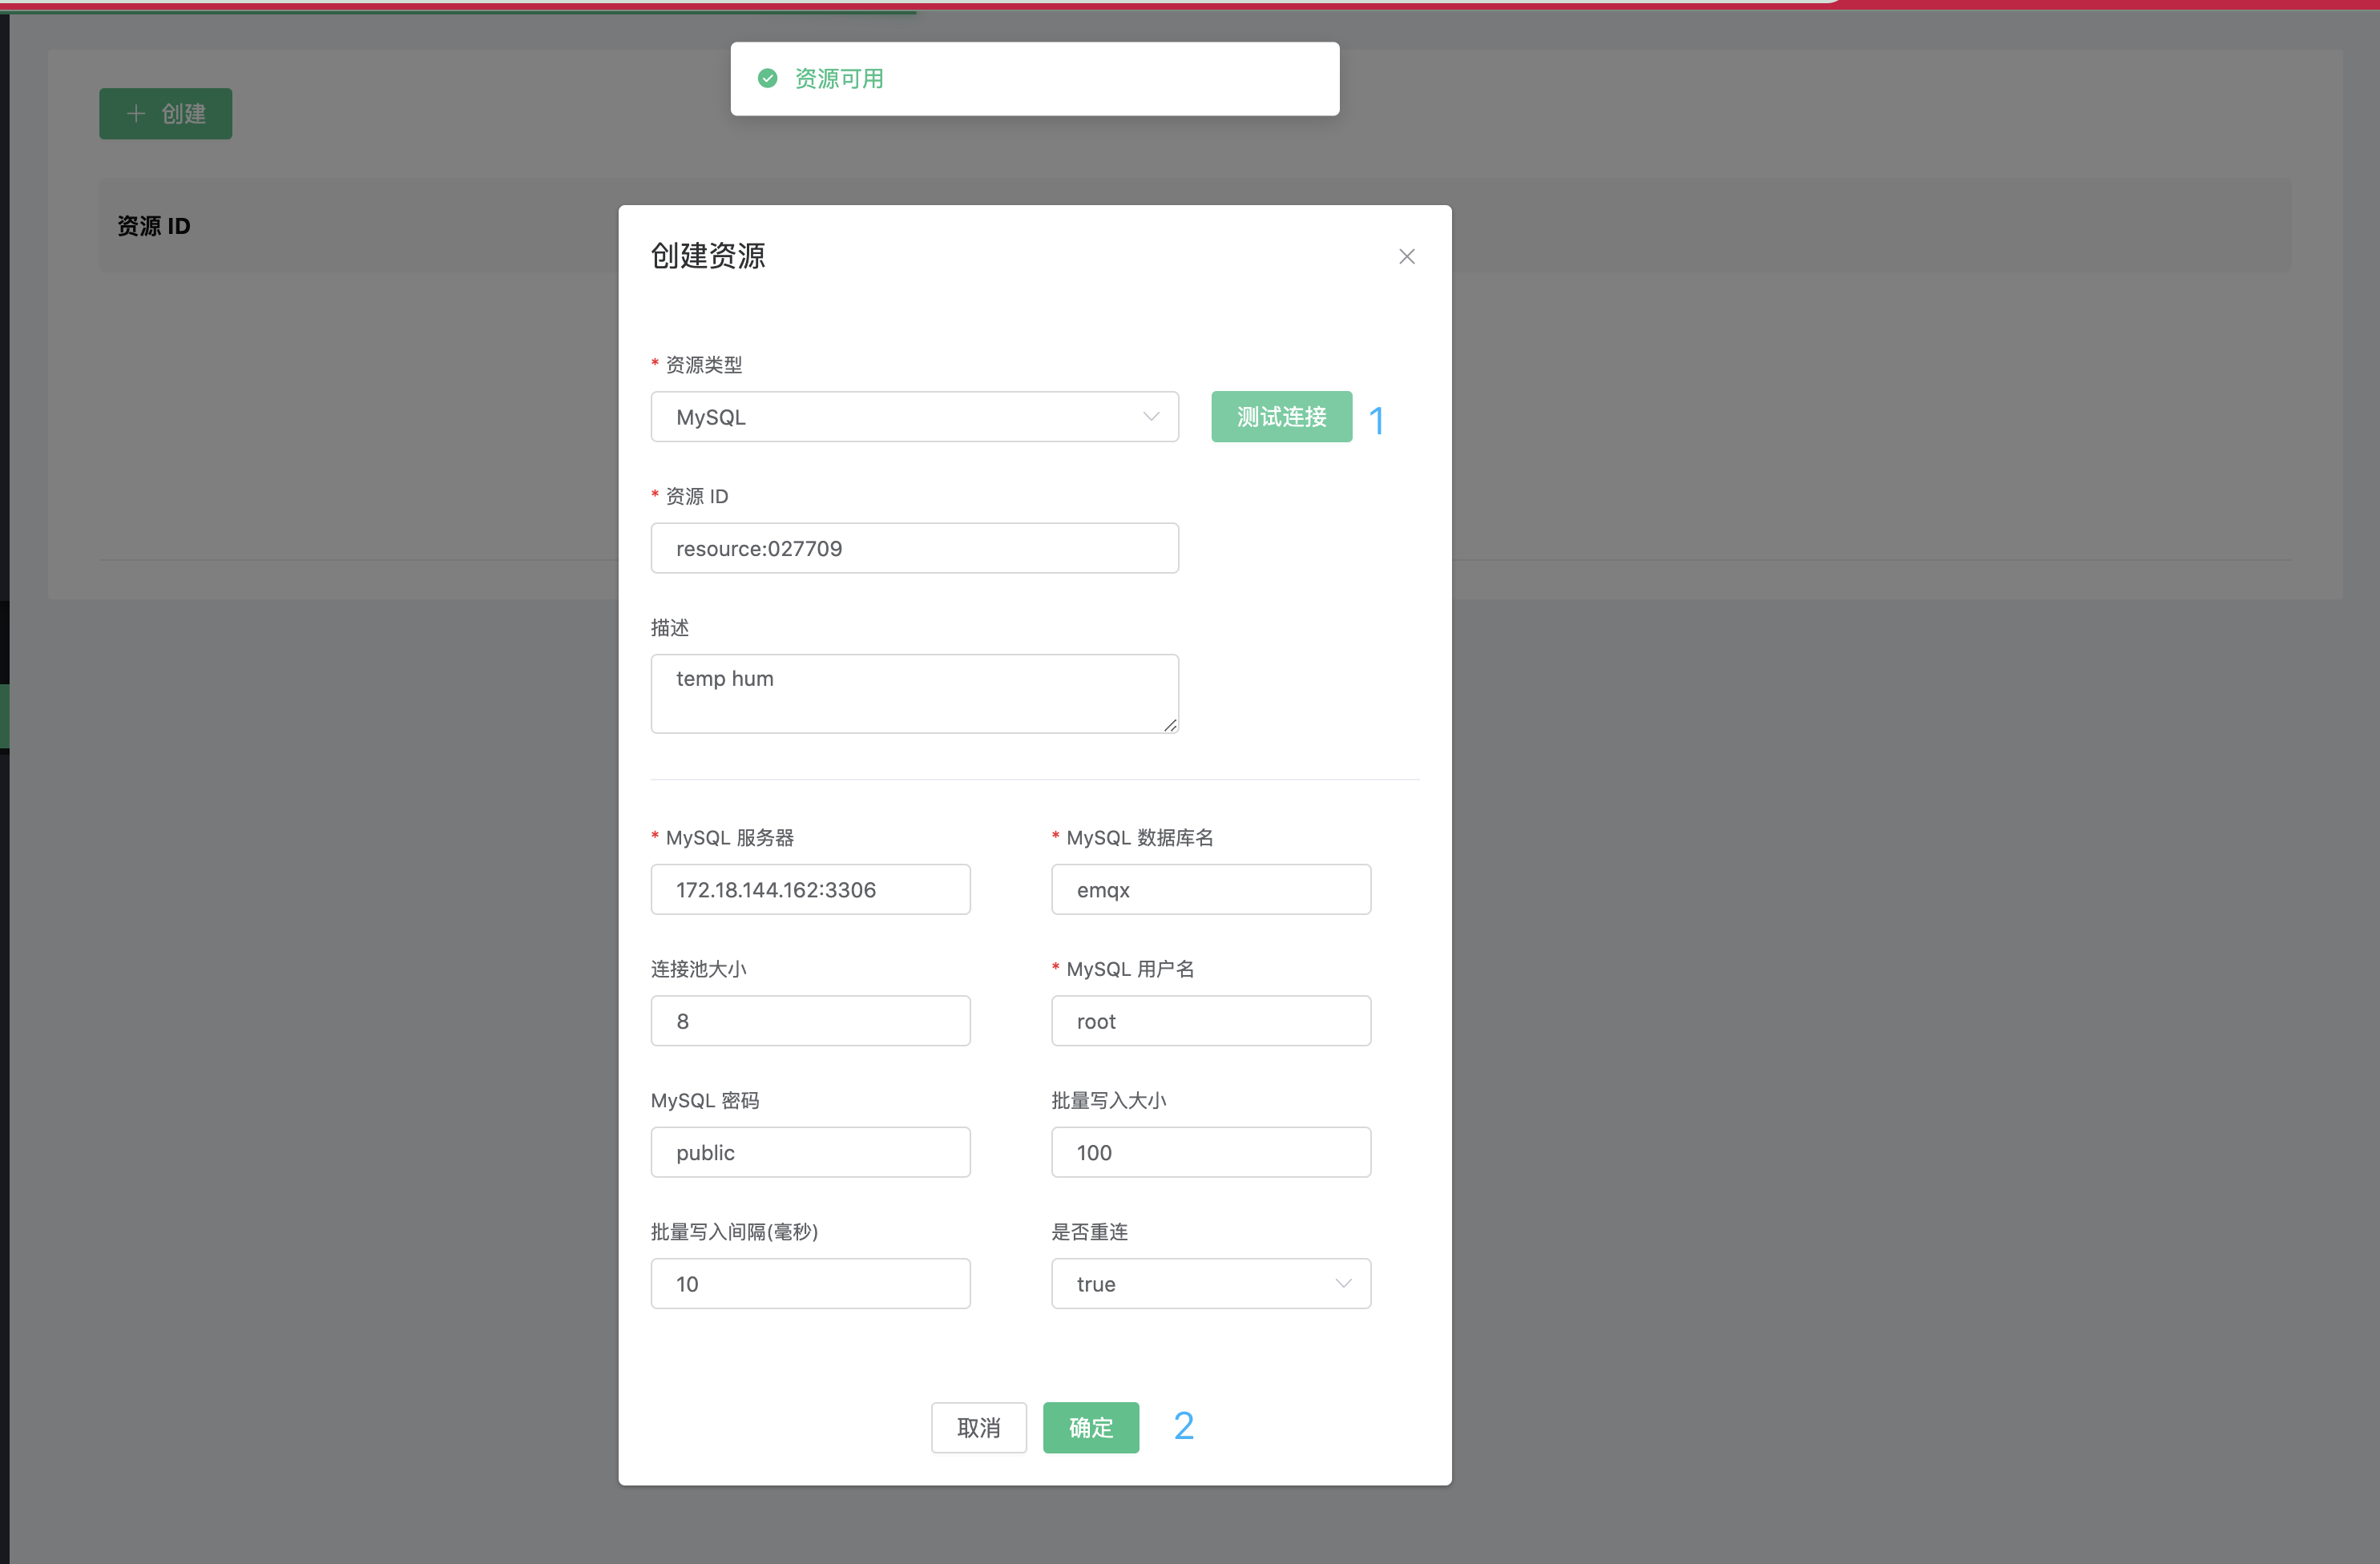 资源可用
创建
资源 ID
创建资源
* 资源类型
MySQL
测试连接 1
* 资源 ID
resource:027709
描述
temp hum
* MySQL 服务器 * MySQL 数据库名
172.18.144.162:3306 emqx
连接池大小 * MySQL 用户名
8 root
MySQL 密码 批量写入大小
public 100
批量写入间隔(毫秒) 是否重连
10 true
取消 确定 2